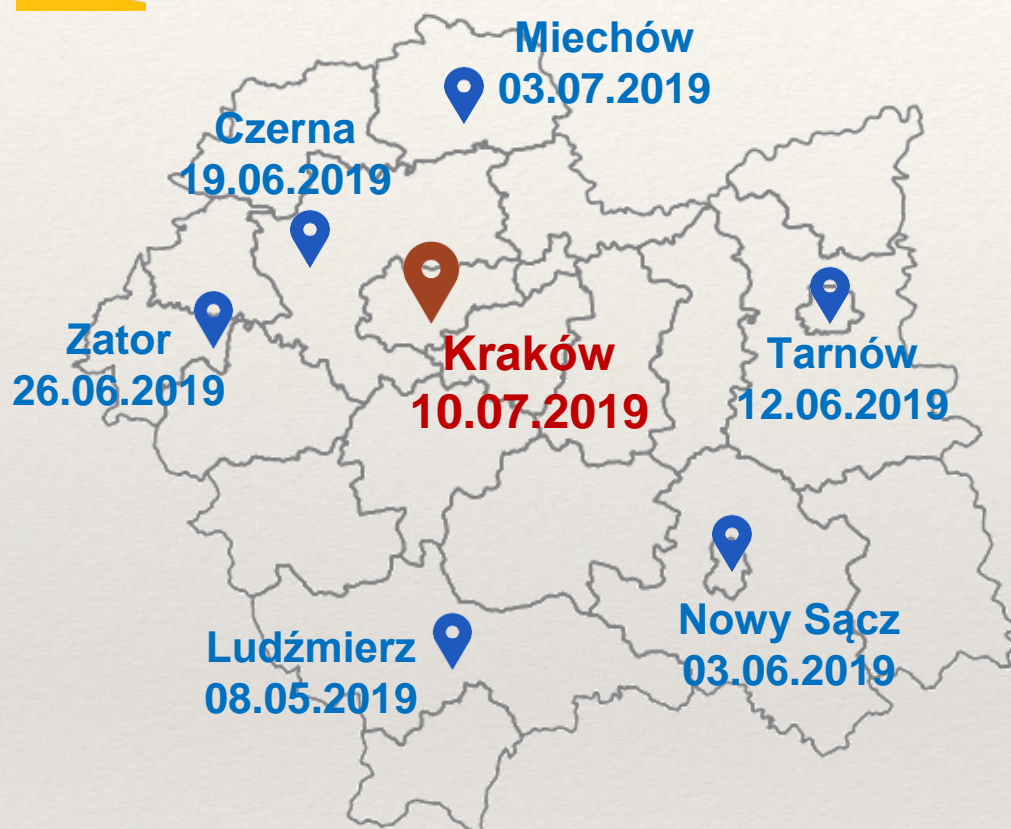 Miechów
03.07.2019
Czerna
19.06.2019
Zator
26.06.2019
Kraków
10.07.2019
Tarnów
12.06.2019
Nowy Sącz
03.06.2019
Ludźmierz
08.05.2019